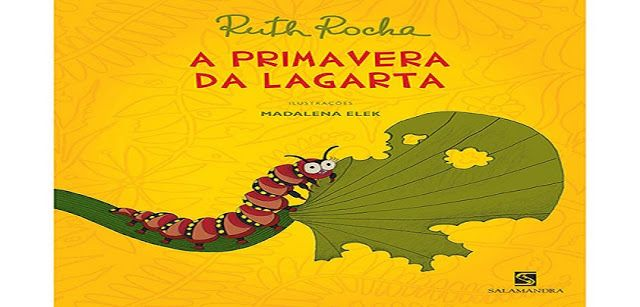 Ruth Rocha
A PRIMAVERA
DA LAGARTA
ILUSTRAÇÕES
MADALENA ELEK
S
SALAMANDRA